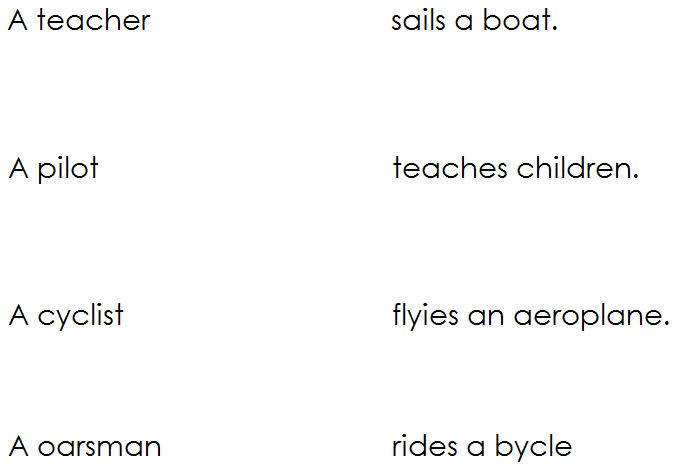 A teacher sails a boat.
A pilot teaches children.
A cyclist flyies an aeroplane.
A oarsman rides a bycle